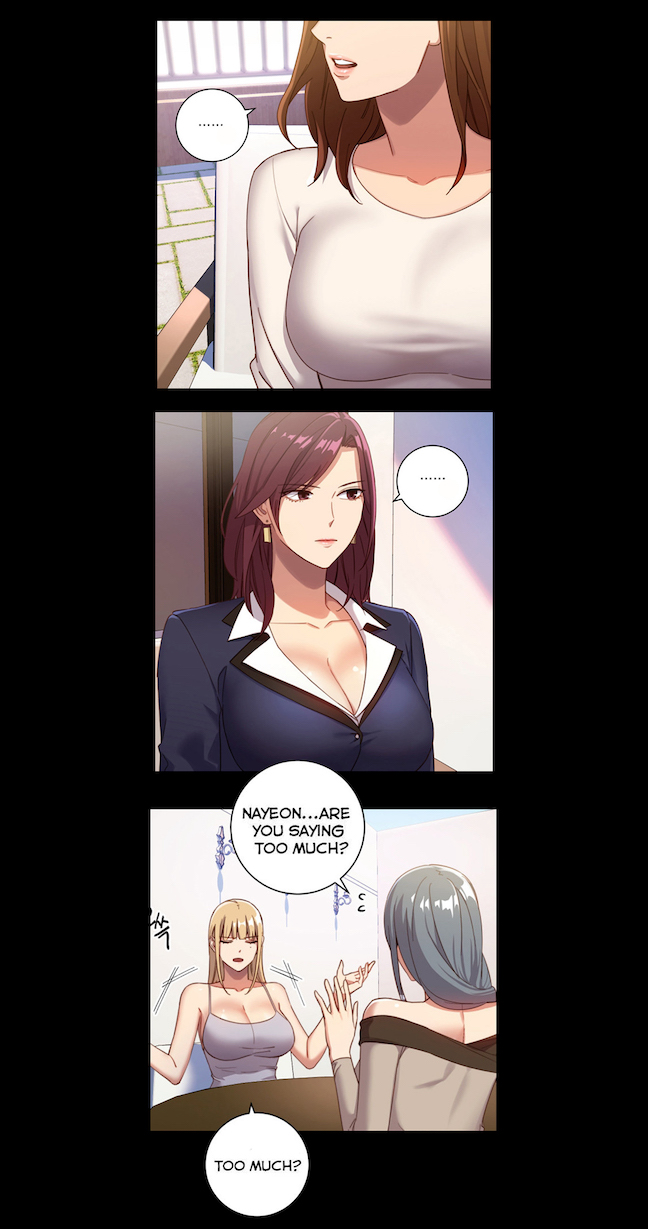 ......
......
NAYEON...ARE
YOU SAYING
TOO MUCH?
TOO MUCH?